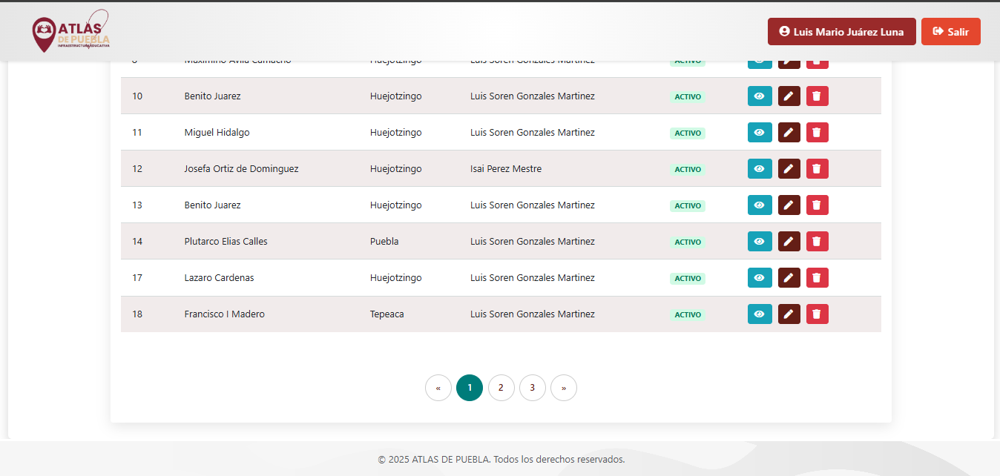 ATLAS
DE PUEBLA
INFRAESTRUCTURA EDUCATIVA
Luis Mario Juárez Luna
Salir
Maximino Avila Camacho Huejotzingo Luis Soren Gonzales Martinez ACTIVO
10 Benito Juarez Huejotzingo Luis Soren Gonzales Martinez ACTIVO
11 Miguel Hidalgo Huejotzingo Luis Soren Gonzales Martinez ACTIVO
12 Josefa Ortiz de Dominguez Huejotzingo Isai Perez Mestre ACTIVO
13 Benito Juarez Huejotzingo Luis Soren Gonzales Martinez ACTIVO
14 Plutarco Elias Calles Puebla Luis Soren Gonzales Martinez ACTIVO
17 Lazaro Cardenas Huejotzingo Luis Soren Gonzales Martinez ACTIVO
18 Francisco I Madero Tepeaca Luis Soren Gonzales Martinez ACTIVO
« 1 2 3 »
© 2025 ATLAS DE PUEBLA. Todos los derechos reservados.